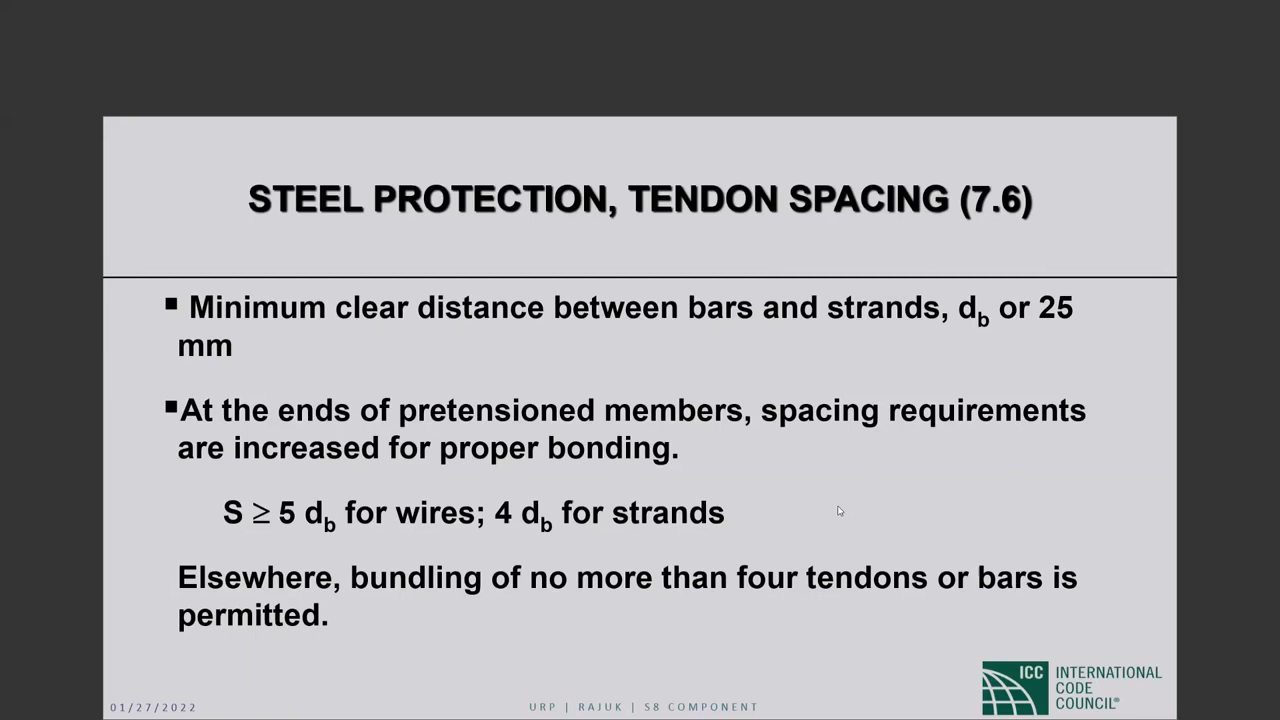 STEEL PROTECTION, TENDON SPACING (7.6)
▪ Minimum clear distance between bars and strands, db or 25
mm
▪At the ends of pretensioned members, spacing requirements
are increased for proper bonding.
S ≥ 5 db for wires; 4 db for strands
Elsewhere, bundling of no more than four tendons or bars is
permitted.
ICC INTERNATIONAL
CODE
COUNCIL®
01/27/2022
URP | RAJUK | S8 COMPONENT